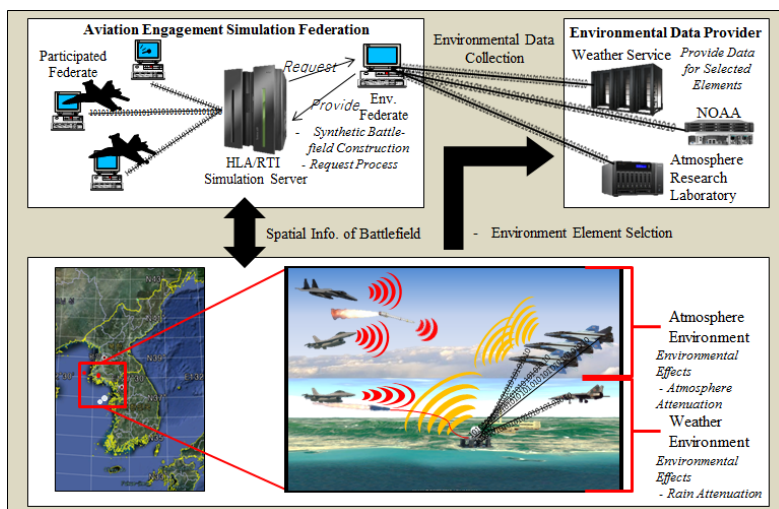 Aviation Engagement Simulation Federation
Participated
Federate
Request
Provide
Env.
Federate
- Synthetic Battle-
field Construction
- Request Process
HLA/RTI
Simulation Server
Environmental Data
Collection
Environmental Data Provider
Weather Service
Provide Data
for Selected
Elements
NOAA
Atmosphere
Research
Laboratory
Spatial Info. of Battlefield
- Environment Element Selction
Atmosphere
Environment
Environmental
Effects
- Atmosphere
Attenuation
Weather
Environment
Environmental
Effects
- Rain Attenuation